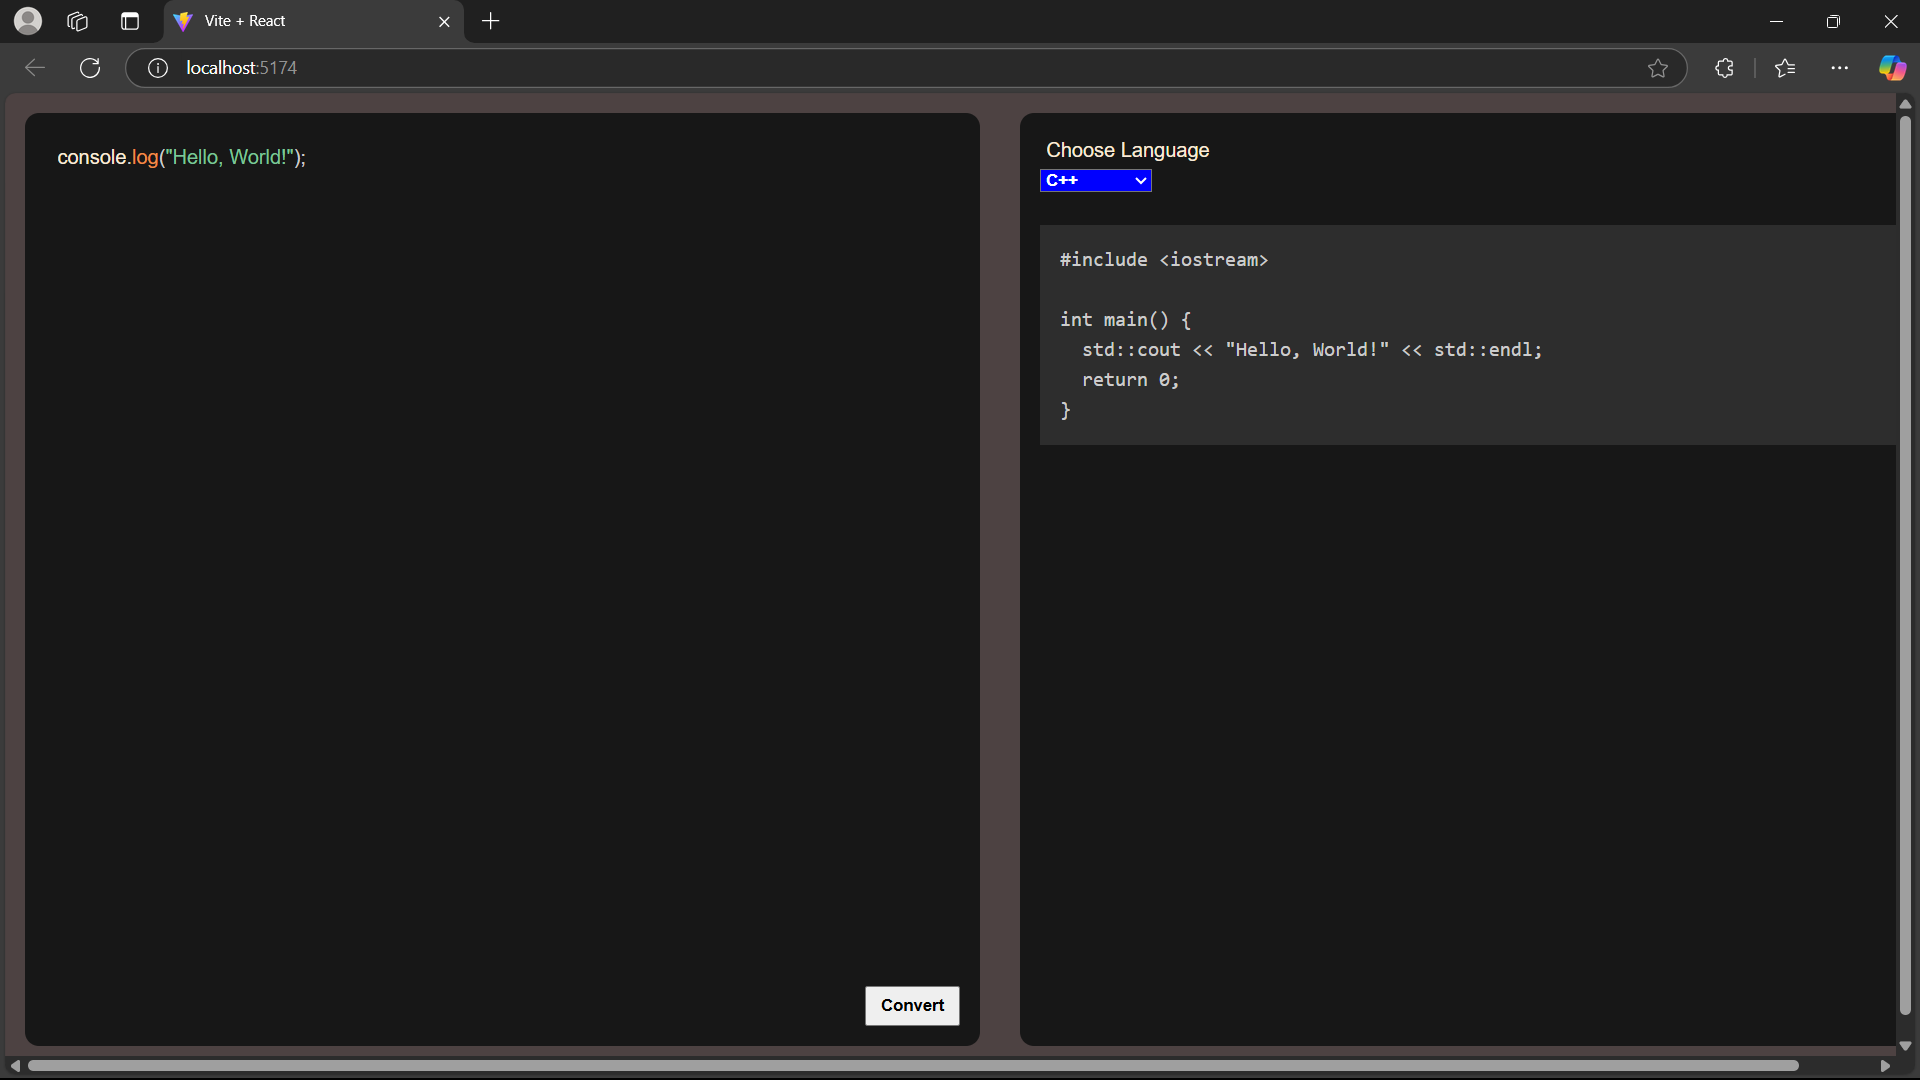 Vite + React
localhost:5174
console.log("Hello, World!");
Convert
Choose Language
C++
#include <iostream>
int main() {
  std::cout << "Hello, World!" << std::endl;
  return 0;
}